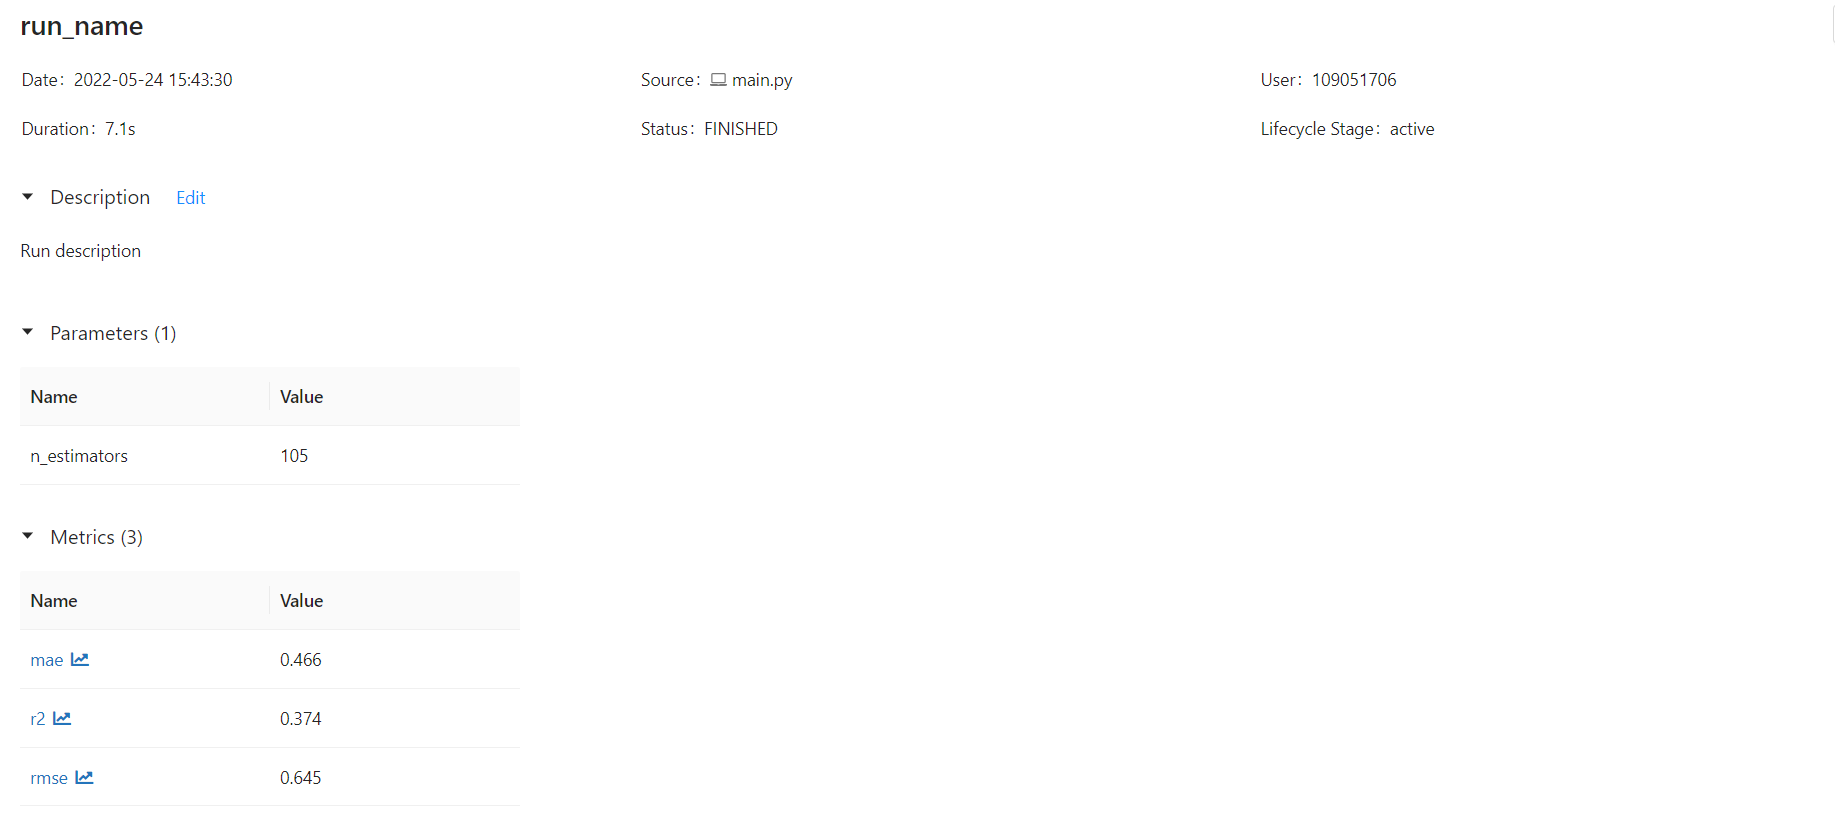 run_name
Date： 2022-05-24 15:43:30 Source： main.py User： 109051706
Duration： 7.1s Status： FINISHED Lifecycle Stage： active
Description Edit
Run description
Parameters (1)
Name Value
n_estimators 105
Metrics (3)
Name Value
mae 0.466
r2 0.374
rmse 0.645